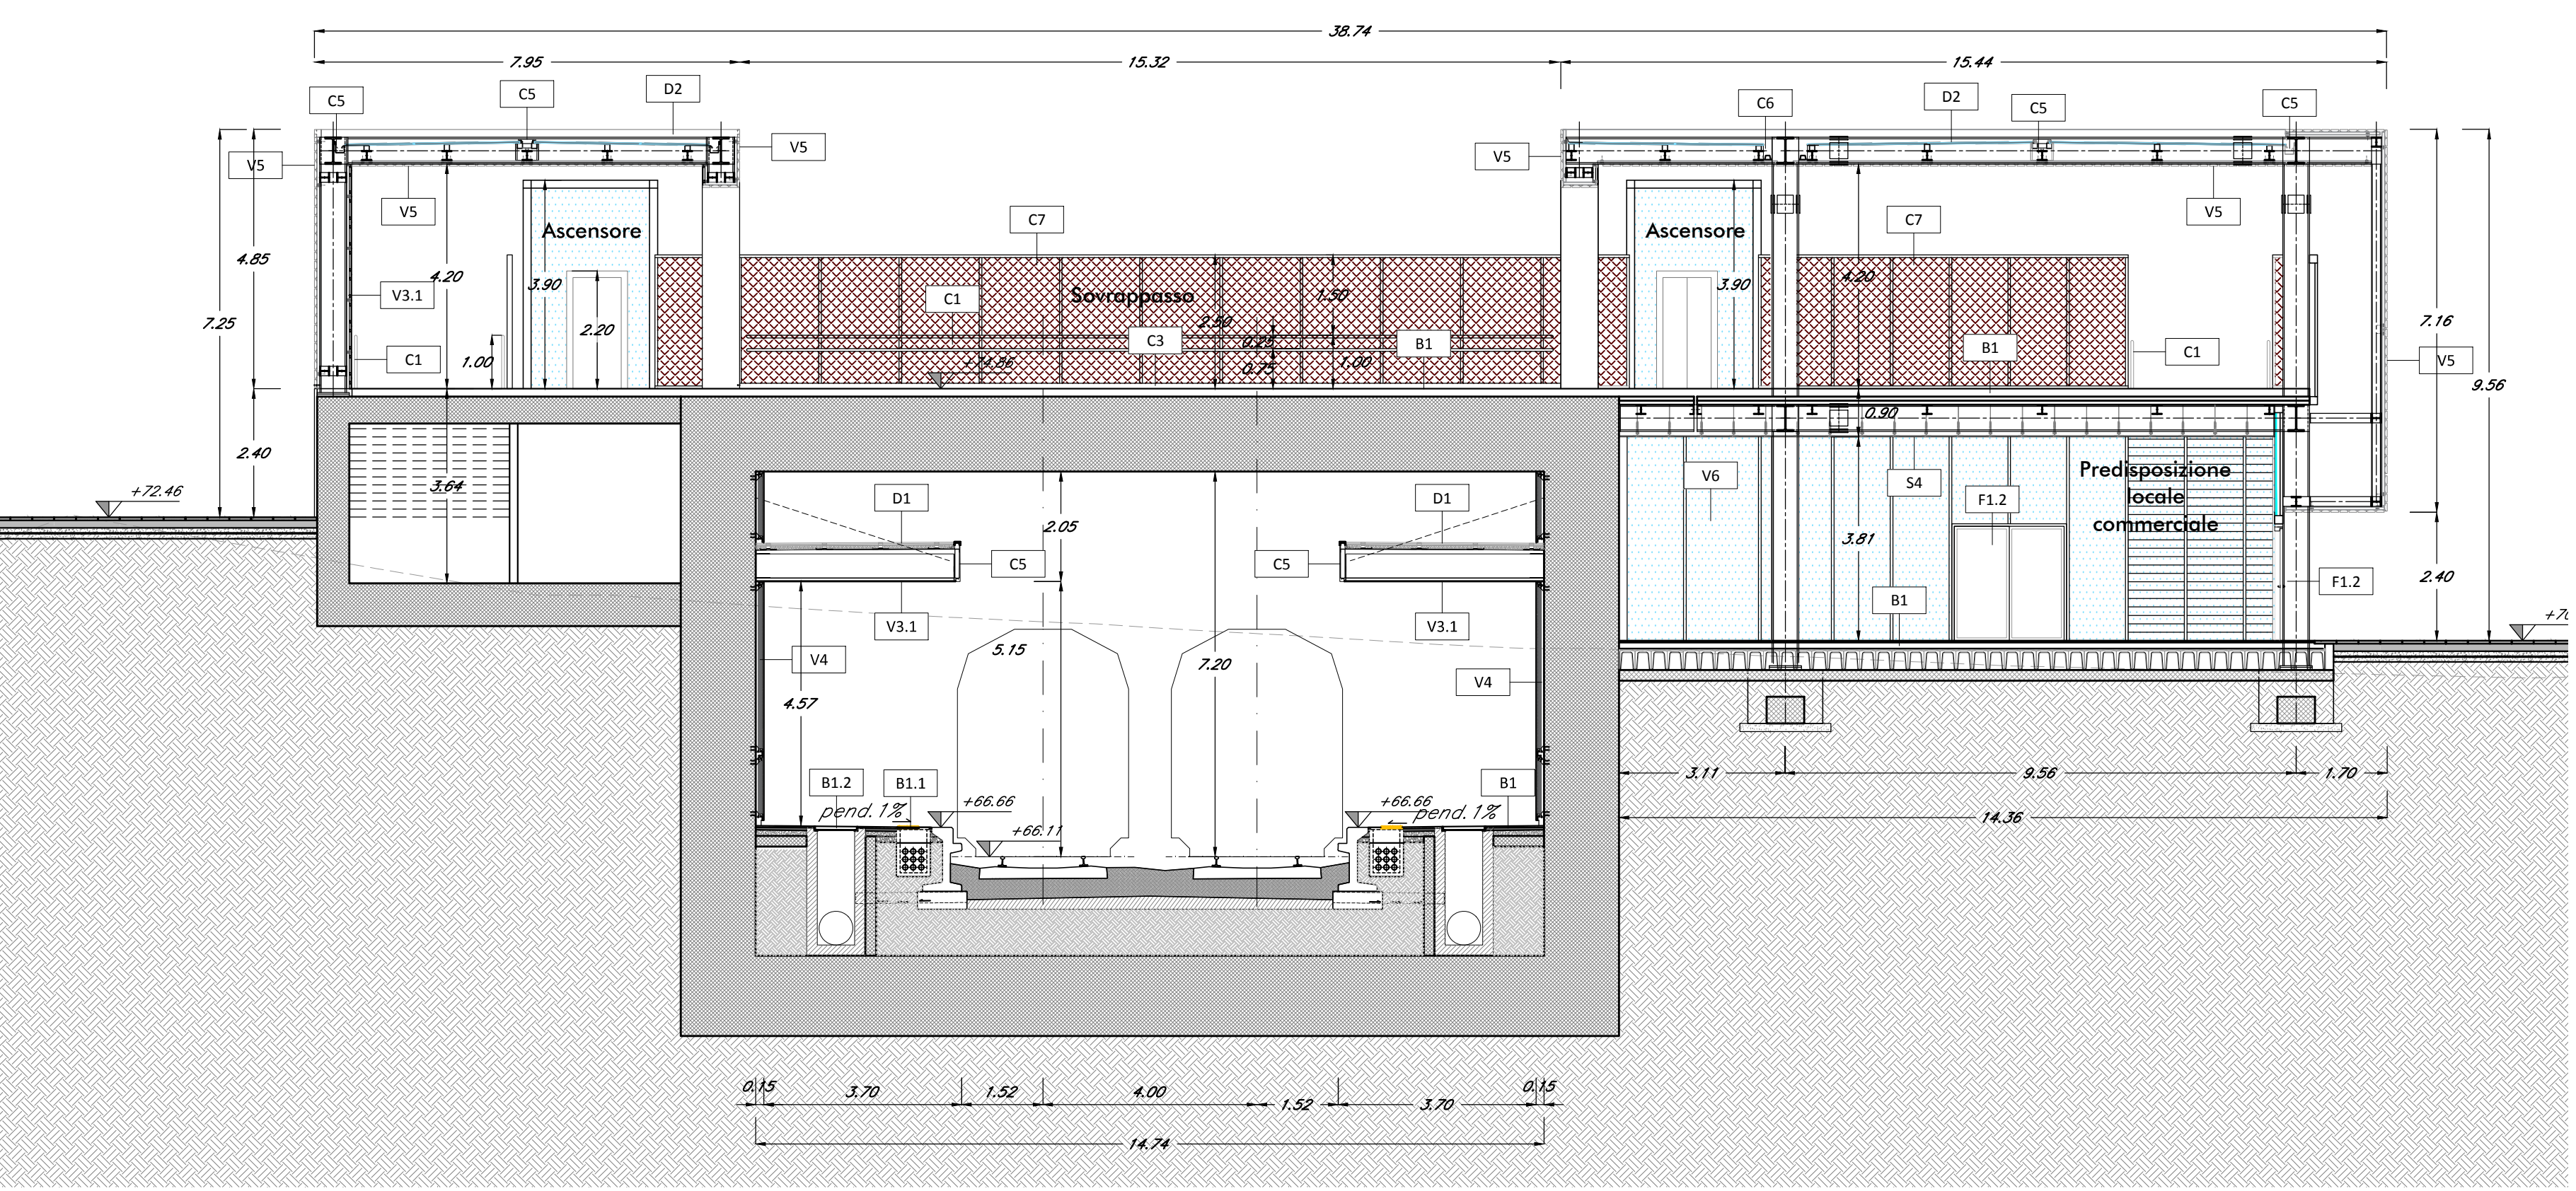 38.74
7.95
15.32
15.44
C5
C5
D2
C6
D2
C5
C5
V5
V5
V5
V5
V5
Ascensore
C7
Ascensore
C7
4.85
4.20
3.90
V3.1
C1
Sovrappasso
1.50
3.90
4.20
7.25
2.20
2.50
C3
0.25
B1
B1
C1
7.16
V5
C1
1.00
+74.86
0.75
1.00
9.56
0.90
2.40
+72.46
3.64
D1
D1
V6
S4
F1.2
Predisposizione
locale
commerciale
2.05
3.81
C5
C5
F1.2
2.40
B1
V3.1
V3.1
5.15
7.20
V4
V4
4.57
B1.2
B1.1
B1
pend. 1%
+66.66
+66.66
pend. 1%
+66.11
3.11
9.56
1.70
14.36
0.15
3.70
1.52
4.00
1.52
3.70
0.15
14.74